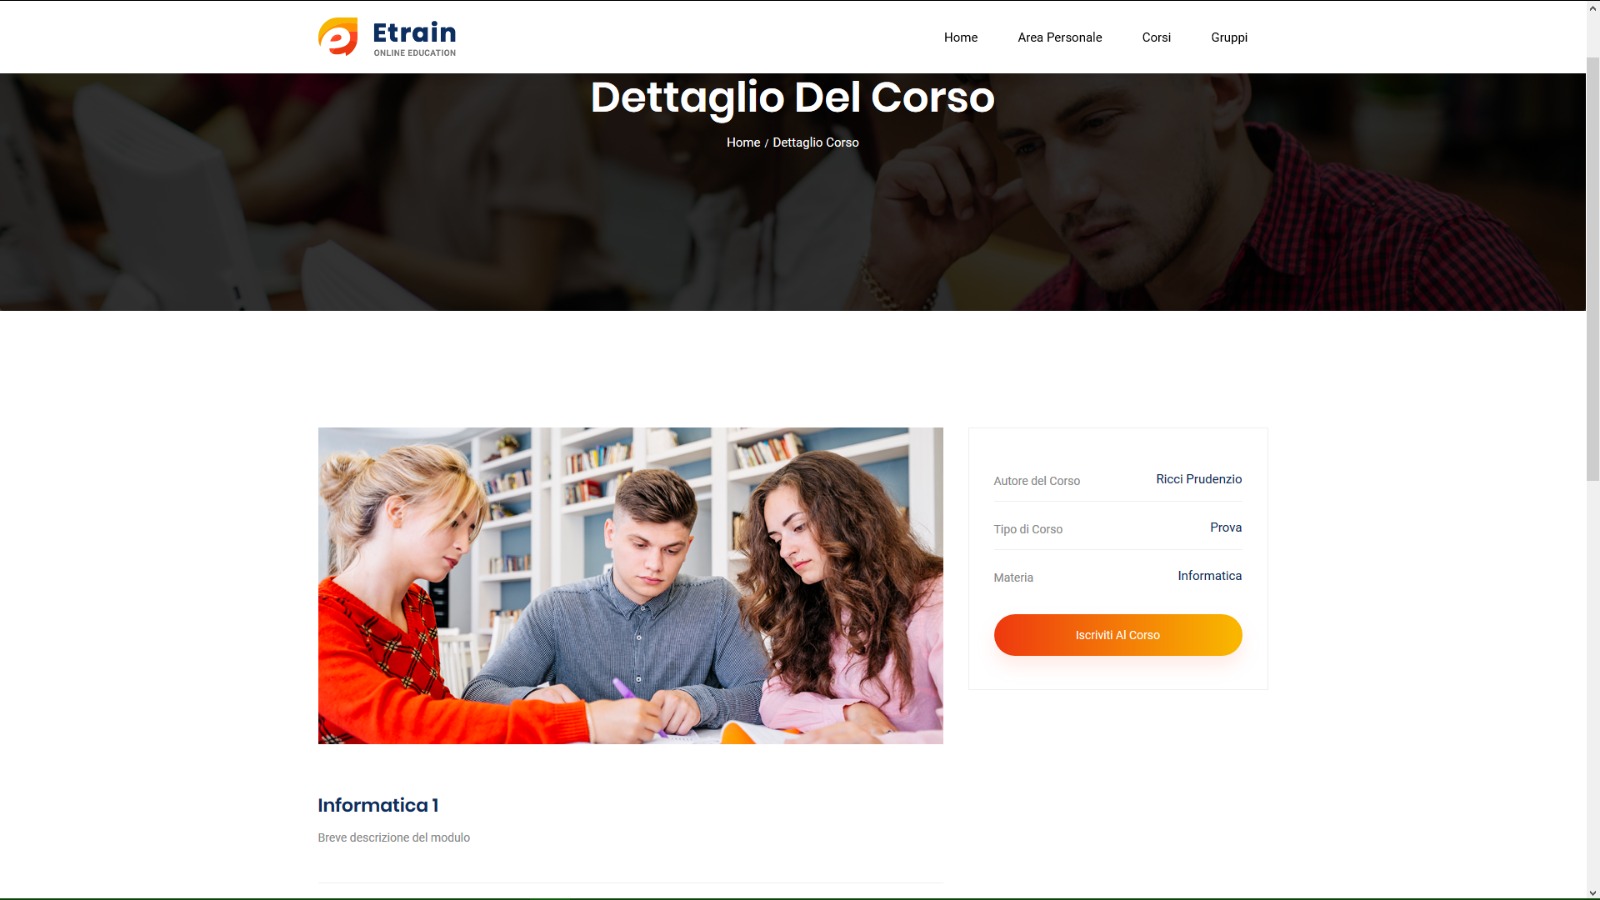 Etrain
ONLINE EDUCATION
Home
Area Personale
Corsi
Gruppi
Dettaglio Del Corso
Home / Dettaglio Corso
Autore del Corso
Ricci Prudenzio
Tipo di Corso
Prova
Materia
Informatica
Iscriviti Al Corso
Informatica 1
Breve descrizione del modulo